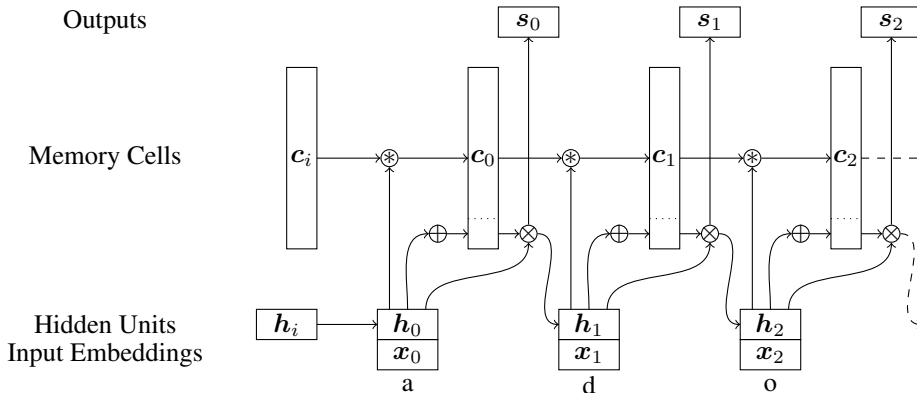 Outputs s₀ s₁ s₂
Memory Cells cᵢ c₀ c₁ c₂
Hidden Units hᵢ h₀ h₁ h₂
Input Embeddings x₀ x₁ x₂
a d o